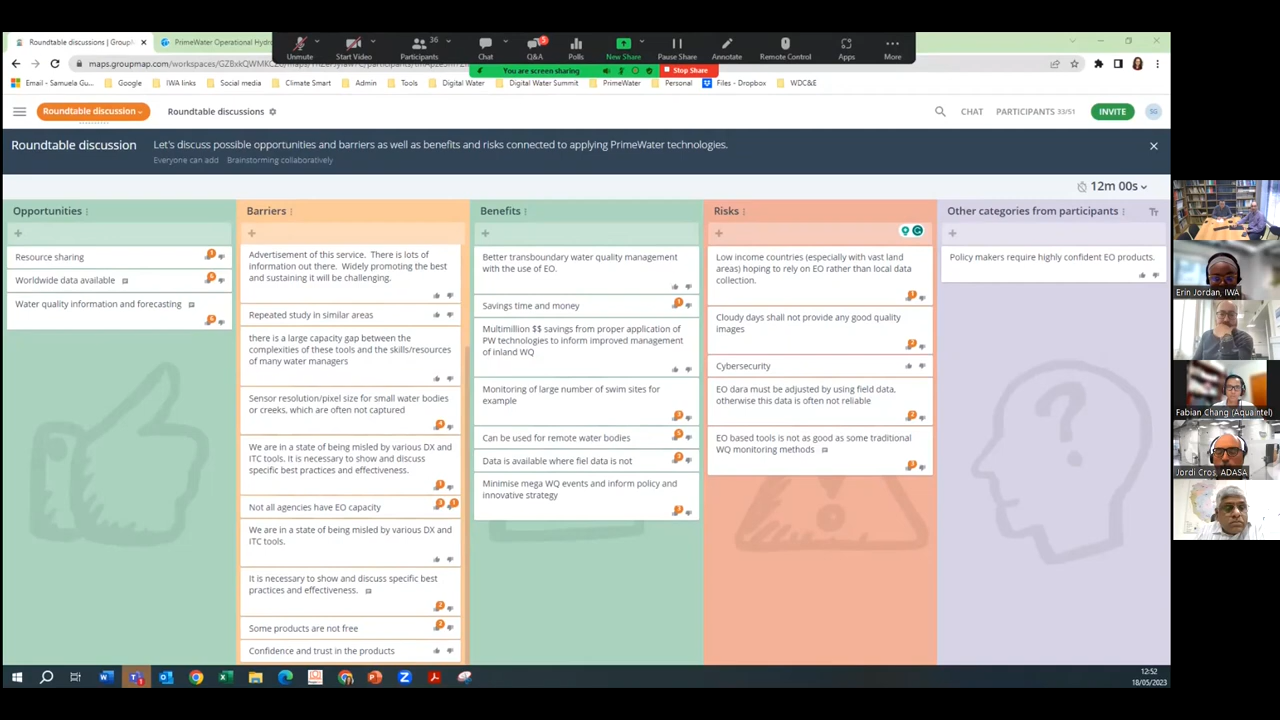 Roundtable discussions | Group
PrimeWater Operational Hydro
Unmute
Start Video
Participants
36
Chat
Q&A
5
Polls
New Share
Pause Share
Annotate
Remote Control
Apps
More
You are screen sharing
Stop Share
maps.groupmap.com/workspaces/
Email - Samuela Gu...
IWA links
Social media
Climate Smart
Admin
Tools
Digital Water
Digital Water Summit
PrimeWater
Personal
Files - Dropbox
WDC&E
Roundtable discussion
Roundtable discussions
CHAT
PARTICIPANTS 33/51
INVITE
SG
Roundtable discussion
Let's discuss possible opportunities and barriers as well as benefits and risks connected to applying PrimeWater technologies.
Everyone can add
Brainstorming collaboratively
12m 00s
Opportunities
Resource sharing
Worldwide data available
Water quality information and forecasting
Barriers
Advertisement of this service. There is lots of
information out there. Widely promoting the best
and sustaining it will be challenging.
Repeated study in similar areas
there is a large capacity gap between the
complexities of these tools and the skills/resources
of many water managers
Sensor resolution/pixel size for small water bodies
or creeks, which are often not captured
We are in a state of being misled by various DX and
ITC tools. It is necessary to show and discuss
specific best practices and effectiveness.
Not all agencies have EO capacity
We are in a state of being misled by various DX and
ITC tools.
It is necessary to show and discuss specific best
practices and effectiveness.
Some products are not free
Confidence and trust in the products
Benefits
Better transboundary water quality management
with the use of EO.
Savings time and money
Multimillion $$ savings from proper application of
PW technologies to inform improved management
of inland WQ
Monitoring of large number of swim sites for
example
Can be used for remote water bodies
Data is available where fiel data is not
Minimise mega WQ events and inform policy and
innovative strategy
Risks
Low income countries (especially with vast land
areas) hoping to rely on EO rather than local data
collection.
Cloudy days shall not provide any good quality
images
Cybersecurity
EO dara must be adjusted by using field data,
otherwise this data is often not reliable
EO based tools is not as good as some traditional
WQ monitoring methods
Other categories from participants
Policy makers require highly confident EO products.
Erin Jordan, IWA
Fabian Chang (Aquaintel)
Jordi Cros, ADASA
12:52
18/05/2023